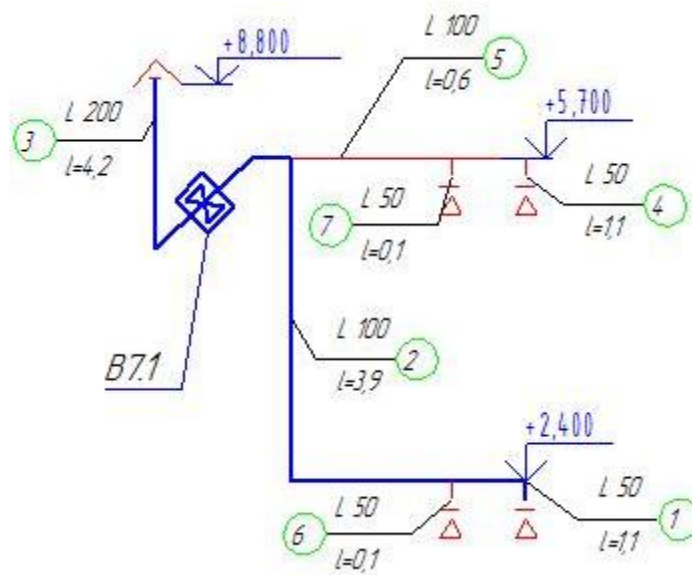 +8,800
L 100
5
l=0,6
L 200
3
l=4,2
+5,700
L 50
7
l=0,1
L 50
4
l=1,1
L 100
2
l=3,9
B7.1
+2,400
L 50
6
l=0,1
L 50
1
l=1,1